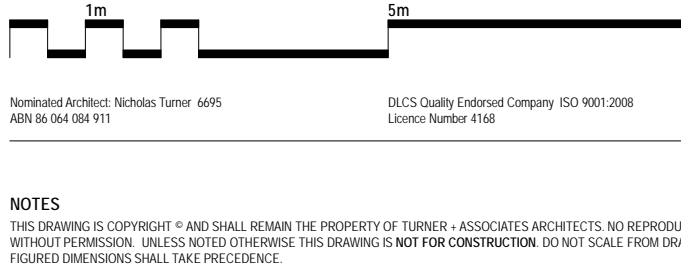 1m 5m
Nominated Architect: Nicholas Turner 6695 DLCS Quality Endorsed Company ISO 9001:2008
ABN 86 064 084 911 Licence Number 4168
NOTES
THIS DRAWING IS COPYRIGHT © AND SHALL REMAIN THE PROPERTY OF TURNER + ASSOCIATES ARCHITECTS. NO REPRODU
WITHOUT PERMISSION. UNLESS NOTED OTHERWISE THIS DRAWING IS NOT FOR CONSTRUCTION. DO NOT SCALE FROM DRA
FIGURED DIMENSIONS SHALL TAKE PRECEDENCE.